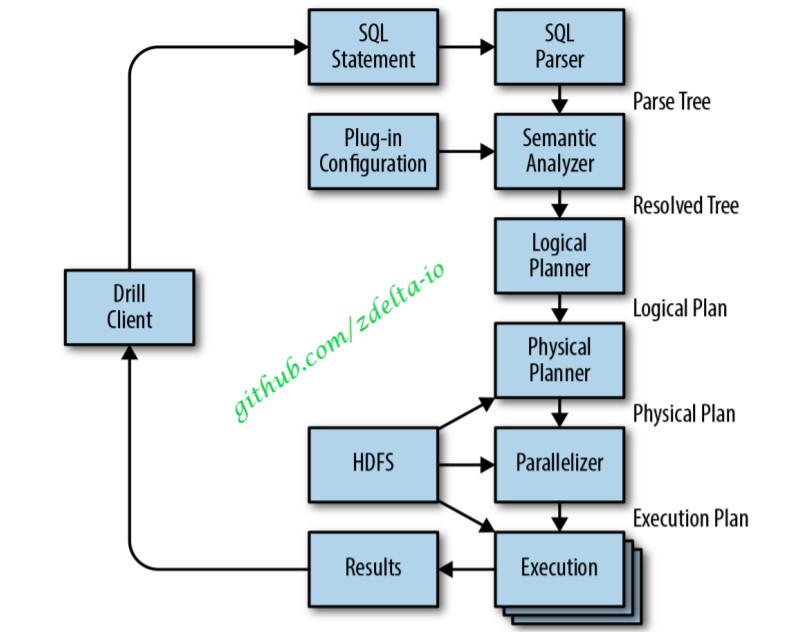 SQL
Statement
SQL
Parser
Parse Tree
Plug-in
Configuration
Semantic
Analyzer
Resolved Tree
Logical
Planner
Drill
Client
github.com/zdelta-io
Logical Plan
Physical
Planner
Physical Plan
HDFS
Parallelizer
Execution Plan
Results
Execution